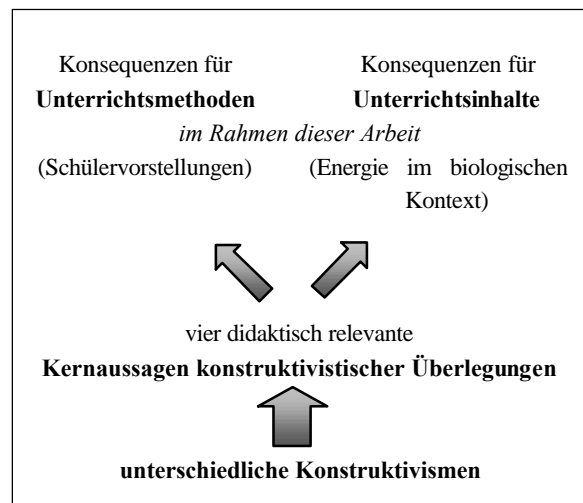 Konsequenzen für
Unterrichtsmethoden
Konsequenzen für
Unterrichtsinhalte
im Rahmen dieser Arbeit
(Schülervorstellungen)
(Energie im biologischen
Kontext)
vier didaktisch relevante
Kernaussagen konstruktivistischer Überlegungen
unterschiedliche Konstruktivismen